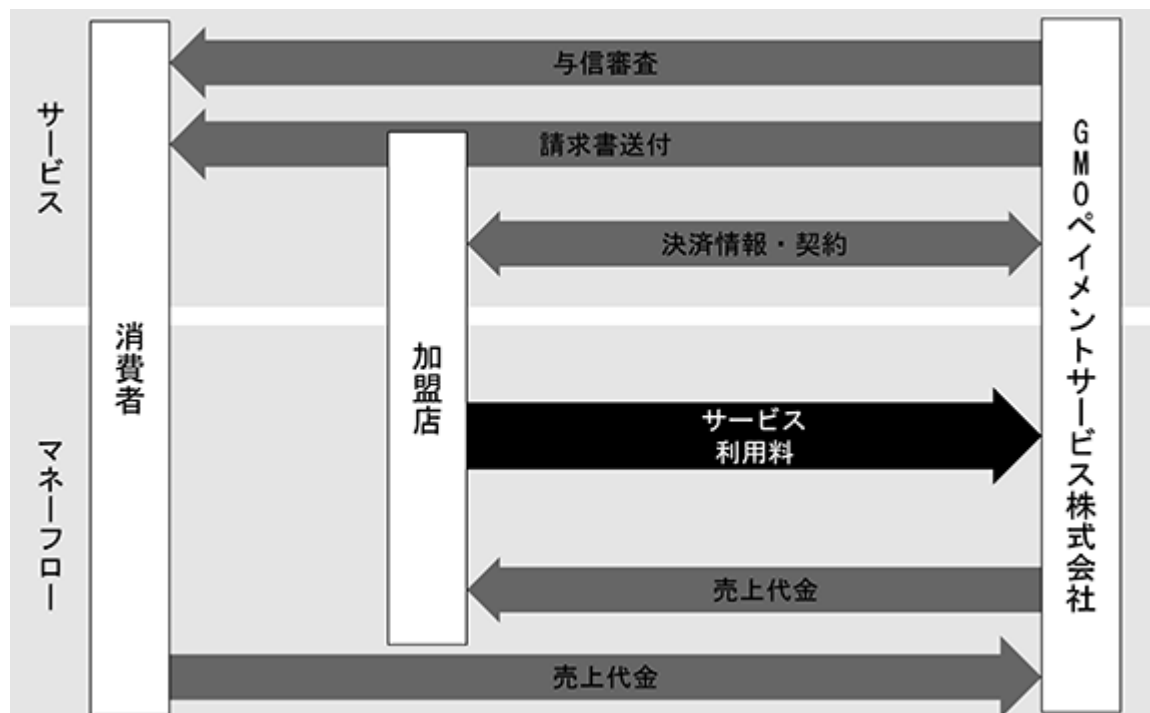 サービス
与信審査
請求書送付
決済情報・契約
消費者
加盟店
GMOペイメントサービス株式会社
マネーフロー
サービス
利用料
売上代金
売上代金